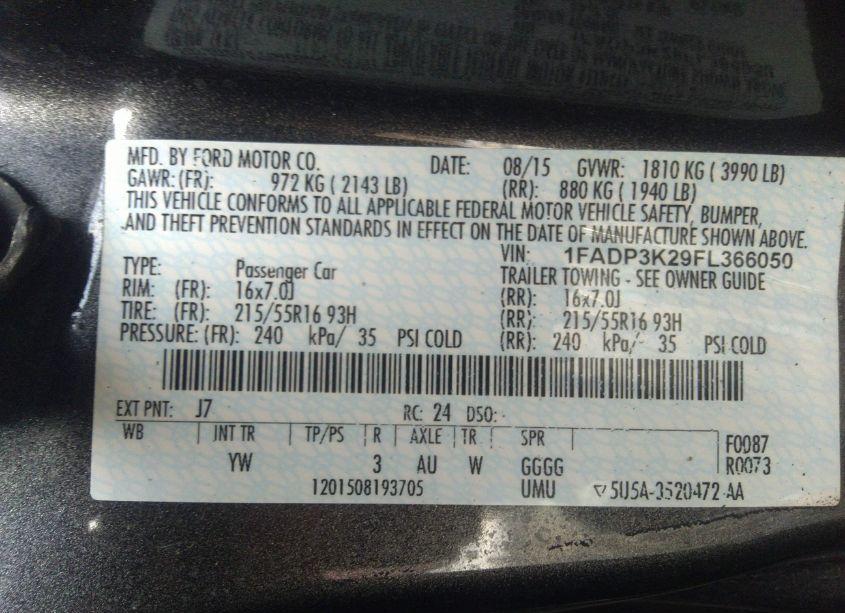 MFD. BY FORD MOTOR CO. DATE: 08/15 GVWR: 1810 KG ( 3990 LB)
GAWR: (FR): 972 KG ( 2143 LB) (RR): 880 KG ( 1940 LB)
THIS VEHICLE CONFORMS TO ALL APPLICABLE FEDERAL MOTOR VEHICLE SAFETY, BUMPER,
AND THEFT PREVENTION STANDARDS IN EFFECT ON THE DATE OF MANUFACTURE SHOWN ABOVE.
VIN: 1FADP3K29FL366050
TYPE: Passenger Car TRAILER TOWING - SEE OWNER GUIDE
RIM: (FR): 16x7.0J (RR): 16x7.0J
TIRE: (FR): 215/55R16 93H (RR): 215/55R16 93H
PRESSURE: (FR): 240 kPa/ 35 PSI COLD (RR): 240 kPa/ 35 PSI COLD
EXT PNT: J7 RC: 24 DSO:
WB INT TR TP/PS R AXLE TR SPR F0087
YW 3 AU W GGGG R0073
1201508193705 UMU ▽5U5A-3520472-AA